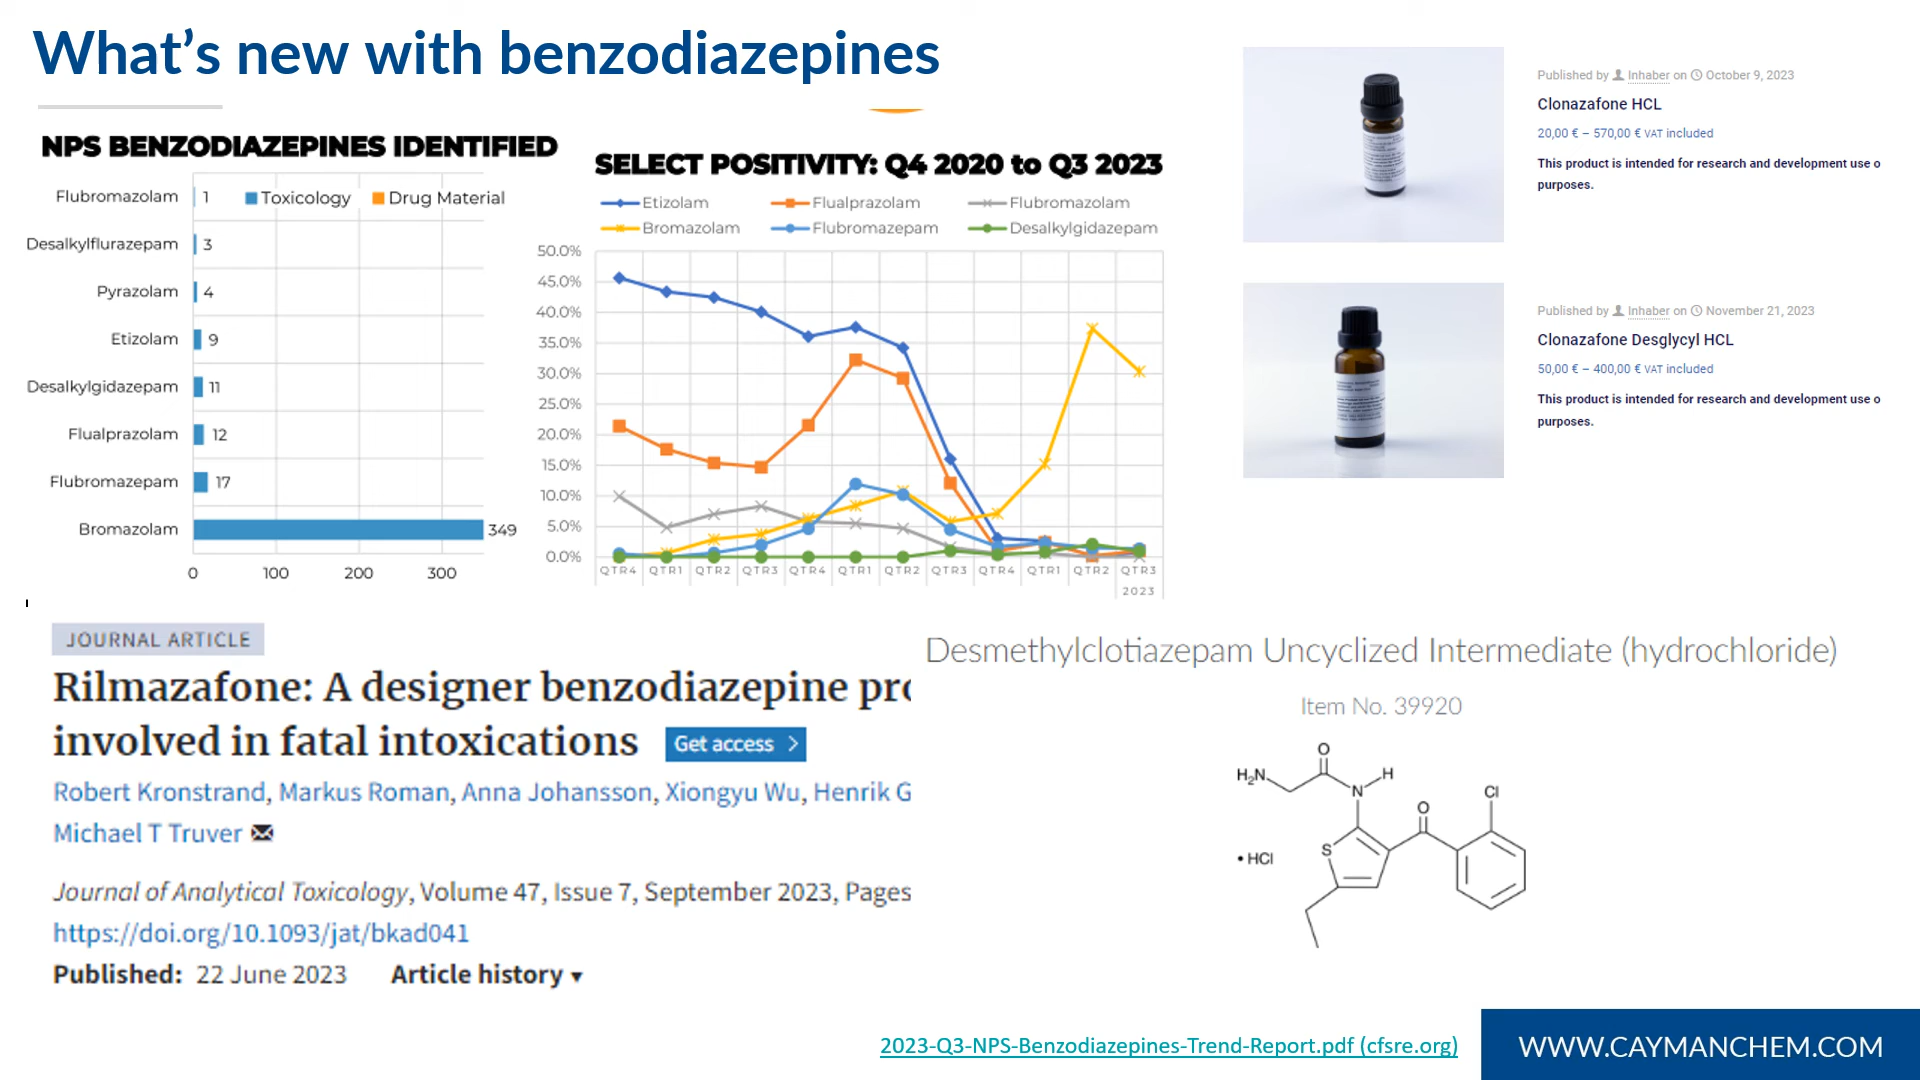 What's new with benzodiazepines
NPS BENZODIAZEPINES IDENTIFIED
Toxicology
Drug Material
Flubromazolam
1
Desalkylflurazepam
3
Pyrazolam
4
Etizolam
9
Desalkylgidazepam
11
Flualprazolam
12
Flubromazepam
17
Bromazolam
349
0
100
200
300
SELECT POSITIVITY: Q4 2020 to Q3 2023
Etizolam
Flualprazolam
Flubromazolam
Bromazolam
Flubromazepam
Desalkylgidazepam
50.0%
45.0%
40.0%
35.0%
30.0%
25.0%
20.0%
15.0%
10.0%
5.0%
0.0%
QTR4
QTR1
QTR2
QTR3
QTR4
QTR1
QTR2
QTR3
QTR4
QTR1
QTR2
QTR3
2023
Published by Inhaber on October 9, 2023
Clonazafone HCL
20,00 € – 570,00 € VAT included
This product is intended for research and development use o
purposes.
Published by Inhaber on November 21, 2023
Clonazafone Desglycyl HCL
50,00 € – 400,00 € VAT included
This product is intended for research and development use o
purposes.
JOURNAL ARTICLE
Rilmazafone: A designer benzodiazepine pro
involved in fatal intoxications
Get access >
Robert Kronstrand, Markus Roman, Anna Johansson, Xiongyu Wu, Henrik G
Michael T Truver
Journal of Analytical Toxicology, Volume 47, Issue 7, September 2023, Pages
https://doi.org/10.1093/jat/bkad041
Published: 22 June 2023 Article history ▾
Desmethylclotiazepam Uncyclized Intermediate (hydrochloride)
Item No. 39920
O
H₂N
H
N
O
Cl
S
• HCl
2023-Q3-NPS-Benzodiazepines-Trend-Report.pdf (cfsre.org)
WWW.CAYMANCHEM.COM